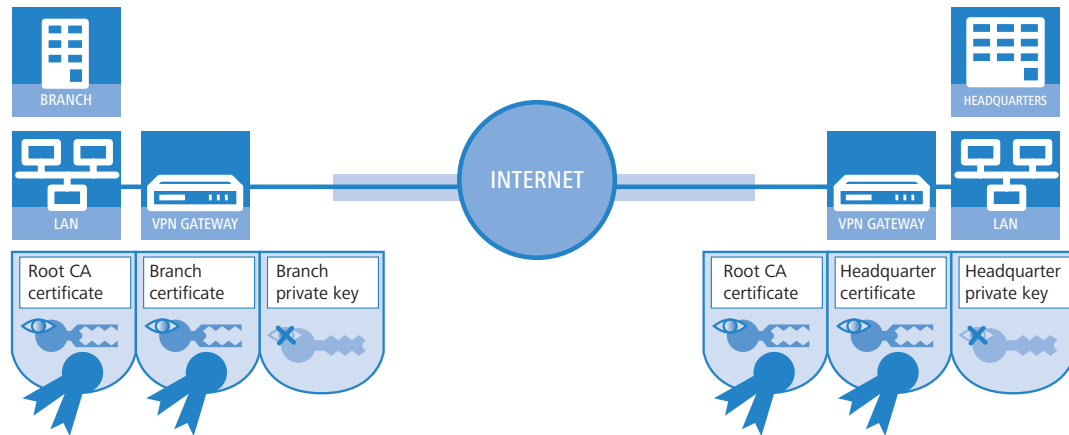 BRANCH
HEADQUARTERS
INTERNET
LAN
VPN GATEWAY
VPN GATEWAY
LAN
Root CA
certificate
Branch
certificate
Branch
private key
Root CA
certificate
Headquarter
certificate
Headquarter
private key